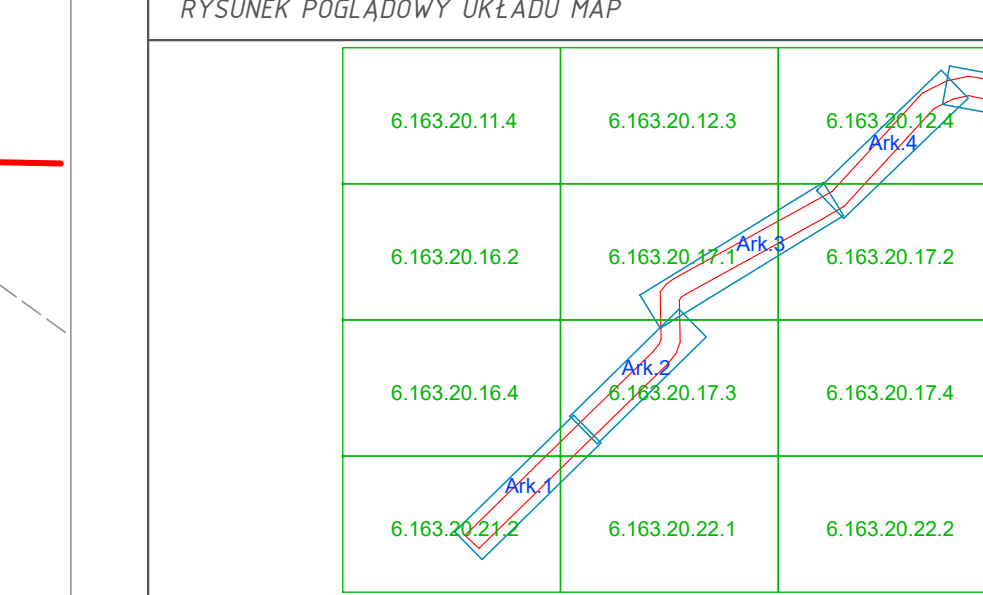 RYSUNEK POGLĄDOWY UKŁADU MAP
6.163.20.11.4 6.163.20.12.3 6.163.20.12.4
Ark.4
Ark.3
6.163.20.16.2 6.163.20.17.1 6.163.20.17.2
Ark.2
6.163.20.16.4 6.163.20.17.3 6.163.20.17.4
Ark.1
6.163.20.21.2 6.163.20.22.1 6.163.20.22.2